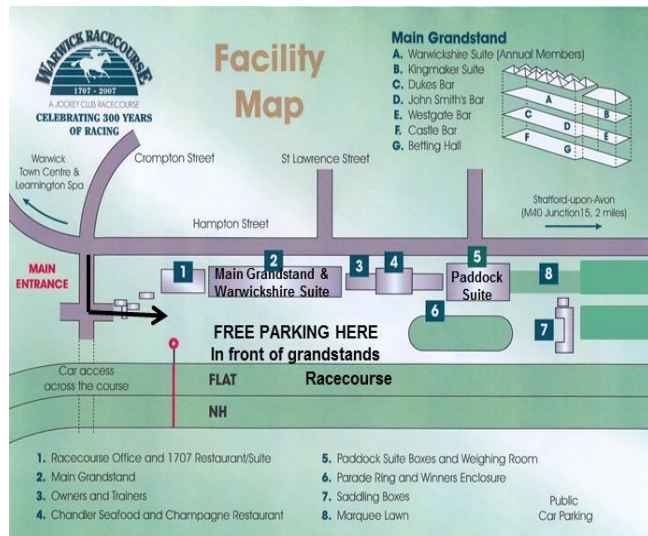 WARWICK RACECOURSE
1707 - 2007
A JOCKEY CLUB RACECOURSE
CELEBRATING 300 YEARS
OF RACING
Facility
Map
Main Grandstand
A. Warwickshire Suite (Annual Members)
B. Kingmaker Suite
C. Dukes Bar
D. John Smith's Bar
E. Westgate Bar
F. Castle Bar
G. Betting Hall
A
B
C
D
E
F
G
Warwick
Town Centre &
Leamington Spa
Crompton Street
St Lawrence Street
Stratford-upon-Avon
(M40 Junction15, 2 miles)
Hampton Street
MAIN
ENTRANCE
1
2
Main Grandstand &
Warwickshire Suite
3
4
5
Paddock
Suite
8
6
7
FREE PARKING HERE
In front of grandstands
Car access
across the course
FLAT
Racecourse
NH
1. Racecourse Office and 1707 Restaurant/Suite
2. Main Grandstand
3. Owners and Trainers
4. Chandler Seafood and Champagne Restaurant
5. Paddock Suite Boxes and Weighing Room
6. Parade Ring and Winners Enclosure
7. Saddling Boxes
8. Marquee Lawn
Public
Car Parking